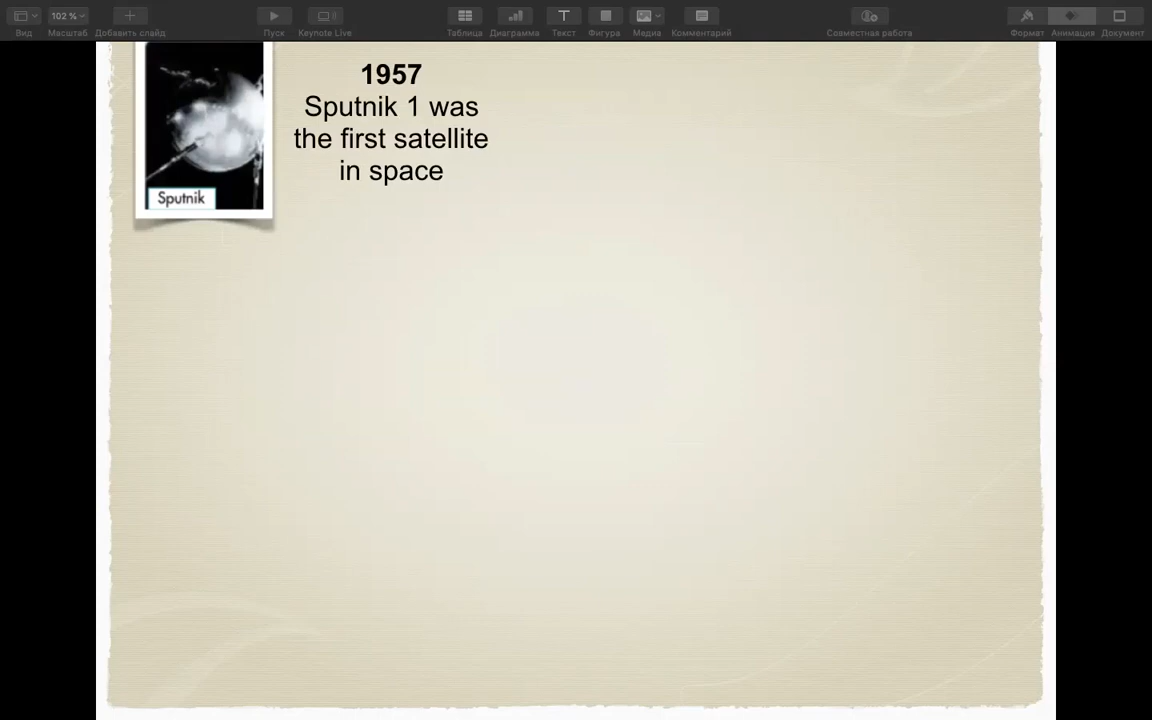 102 %
Вид
Масштаб
Добавить слайд
Пуск
Keynote Live
Таблица
Диаграмма
Текст
Фигура
Медиа
Комментарий
Совместная работа
Формат
Анимация
Документ
1957
Sputnik 1 was
the first satellite
in space
Sputnik